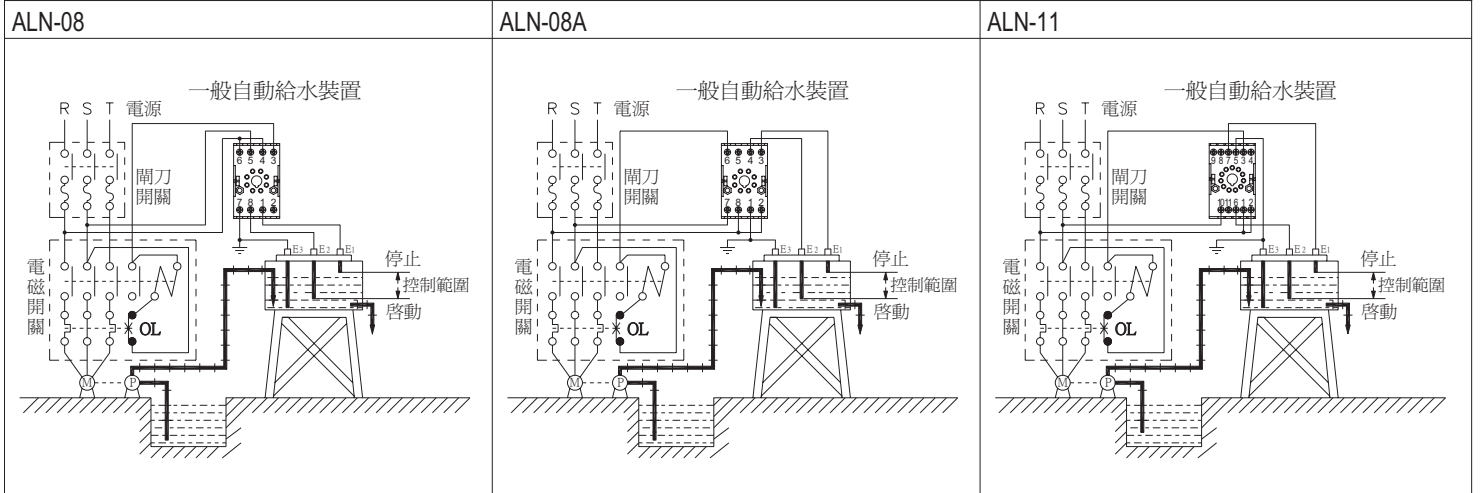 ALN-08
一般自動給水裝置
R S T 電源
6 5 4 3
閘刀
開關
7 8 1 2
E3 E2 E1
電磁開關
停止
控制範圍
啓動
OL
M P
ALN-08A
一般自動給水裝置
R S T 電源
6 5 4 3
閘刀
開關
7 8 1 2
E3 E2 E1
電磁開關
停止
控制範圍
啓動
OL
M P
ALN-11
一般自動給水裝置
R S T 電源
9 8 7 5 3 4
閘刀
開關
10 11 6 1 2
E3 E2 E1
電磁開關
停止
控制範圍
啓動
OL
M P